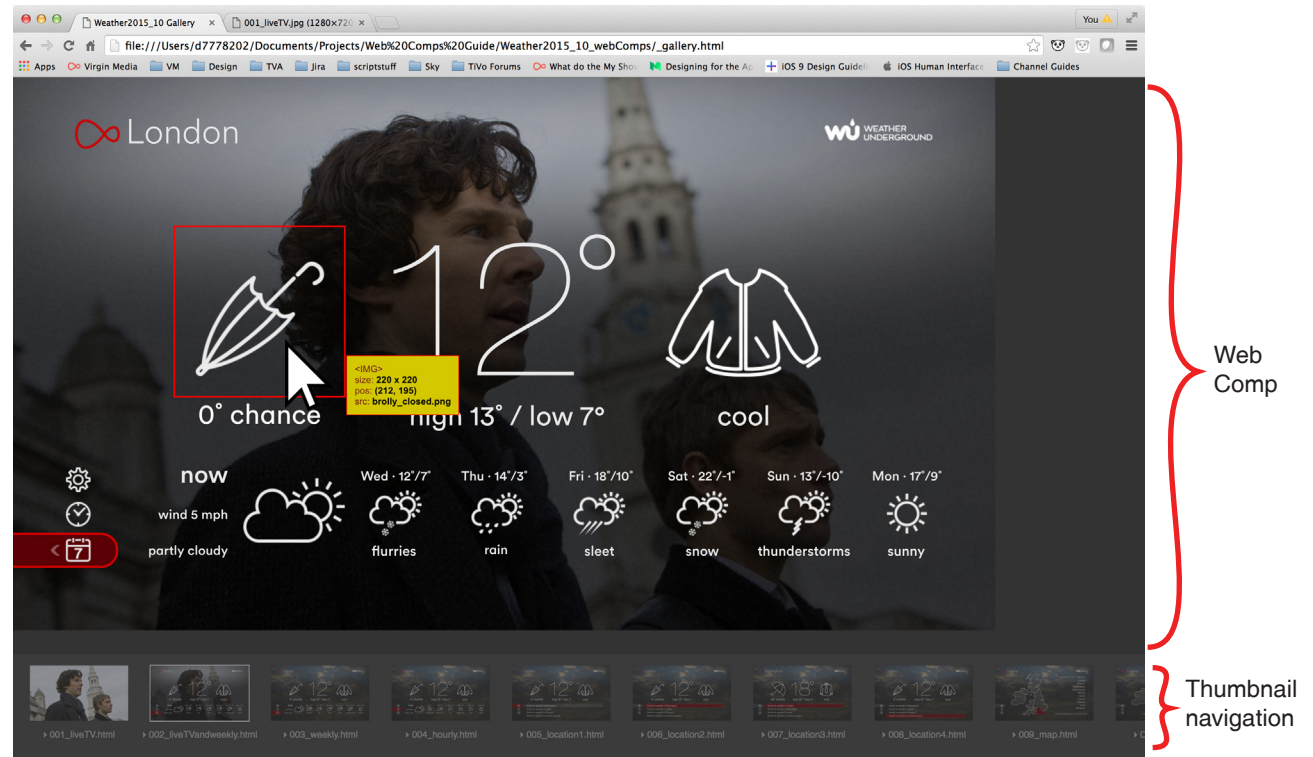 Weather2015_10 Gallery
001_liveTV.jpg (1280×720
You
file:///Users/d7778202/Documents/Projects/Web%20Comps%20Guide/Weather2015_10_webComps/_gallery.html
Apps Virgin Media VM Design TVA Jira scriptstuff Sky TiVo Forums What do the My Show Designing for the Ap iOS 9 Design Guideli iOS Human Interface Channel Guides
London
WU WEATHER
UNDERGROUND
12°
<IMG>
size: 220 x 220
pos: (212, 195)
src: brolly_closed.png
0° chance
high 13° / low 7°
cool
now
wind 5 mph
partly cloudy
7
Wed · 12°/7°
flurries
Thu · 14°/3°
rain
Fri · 18°/10°
sleet
Sat · 22°/-1°
snow
Sun · 13°/-10°
thunderstorms
Mon · 17°/9°
sunny
Web
Comp
001_liveTV.html
002_liveTVandweekly.html
003_weekly.html
004_hourly.html
005_location1.html
006_location2.html
007_location3.html
008_location4.html
009_map.html
Thumbnail
navigation